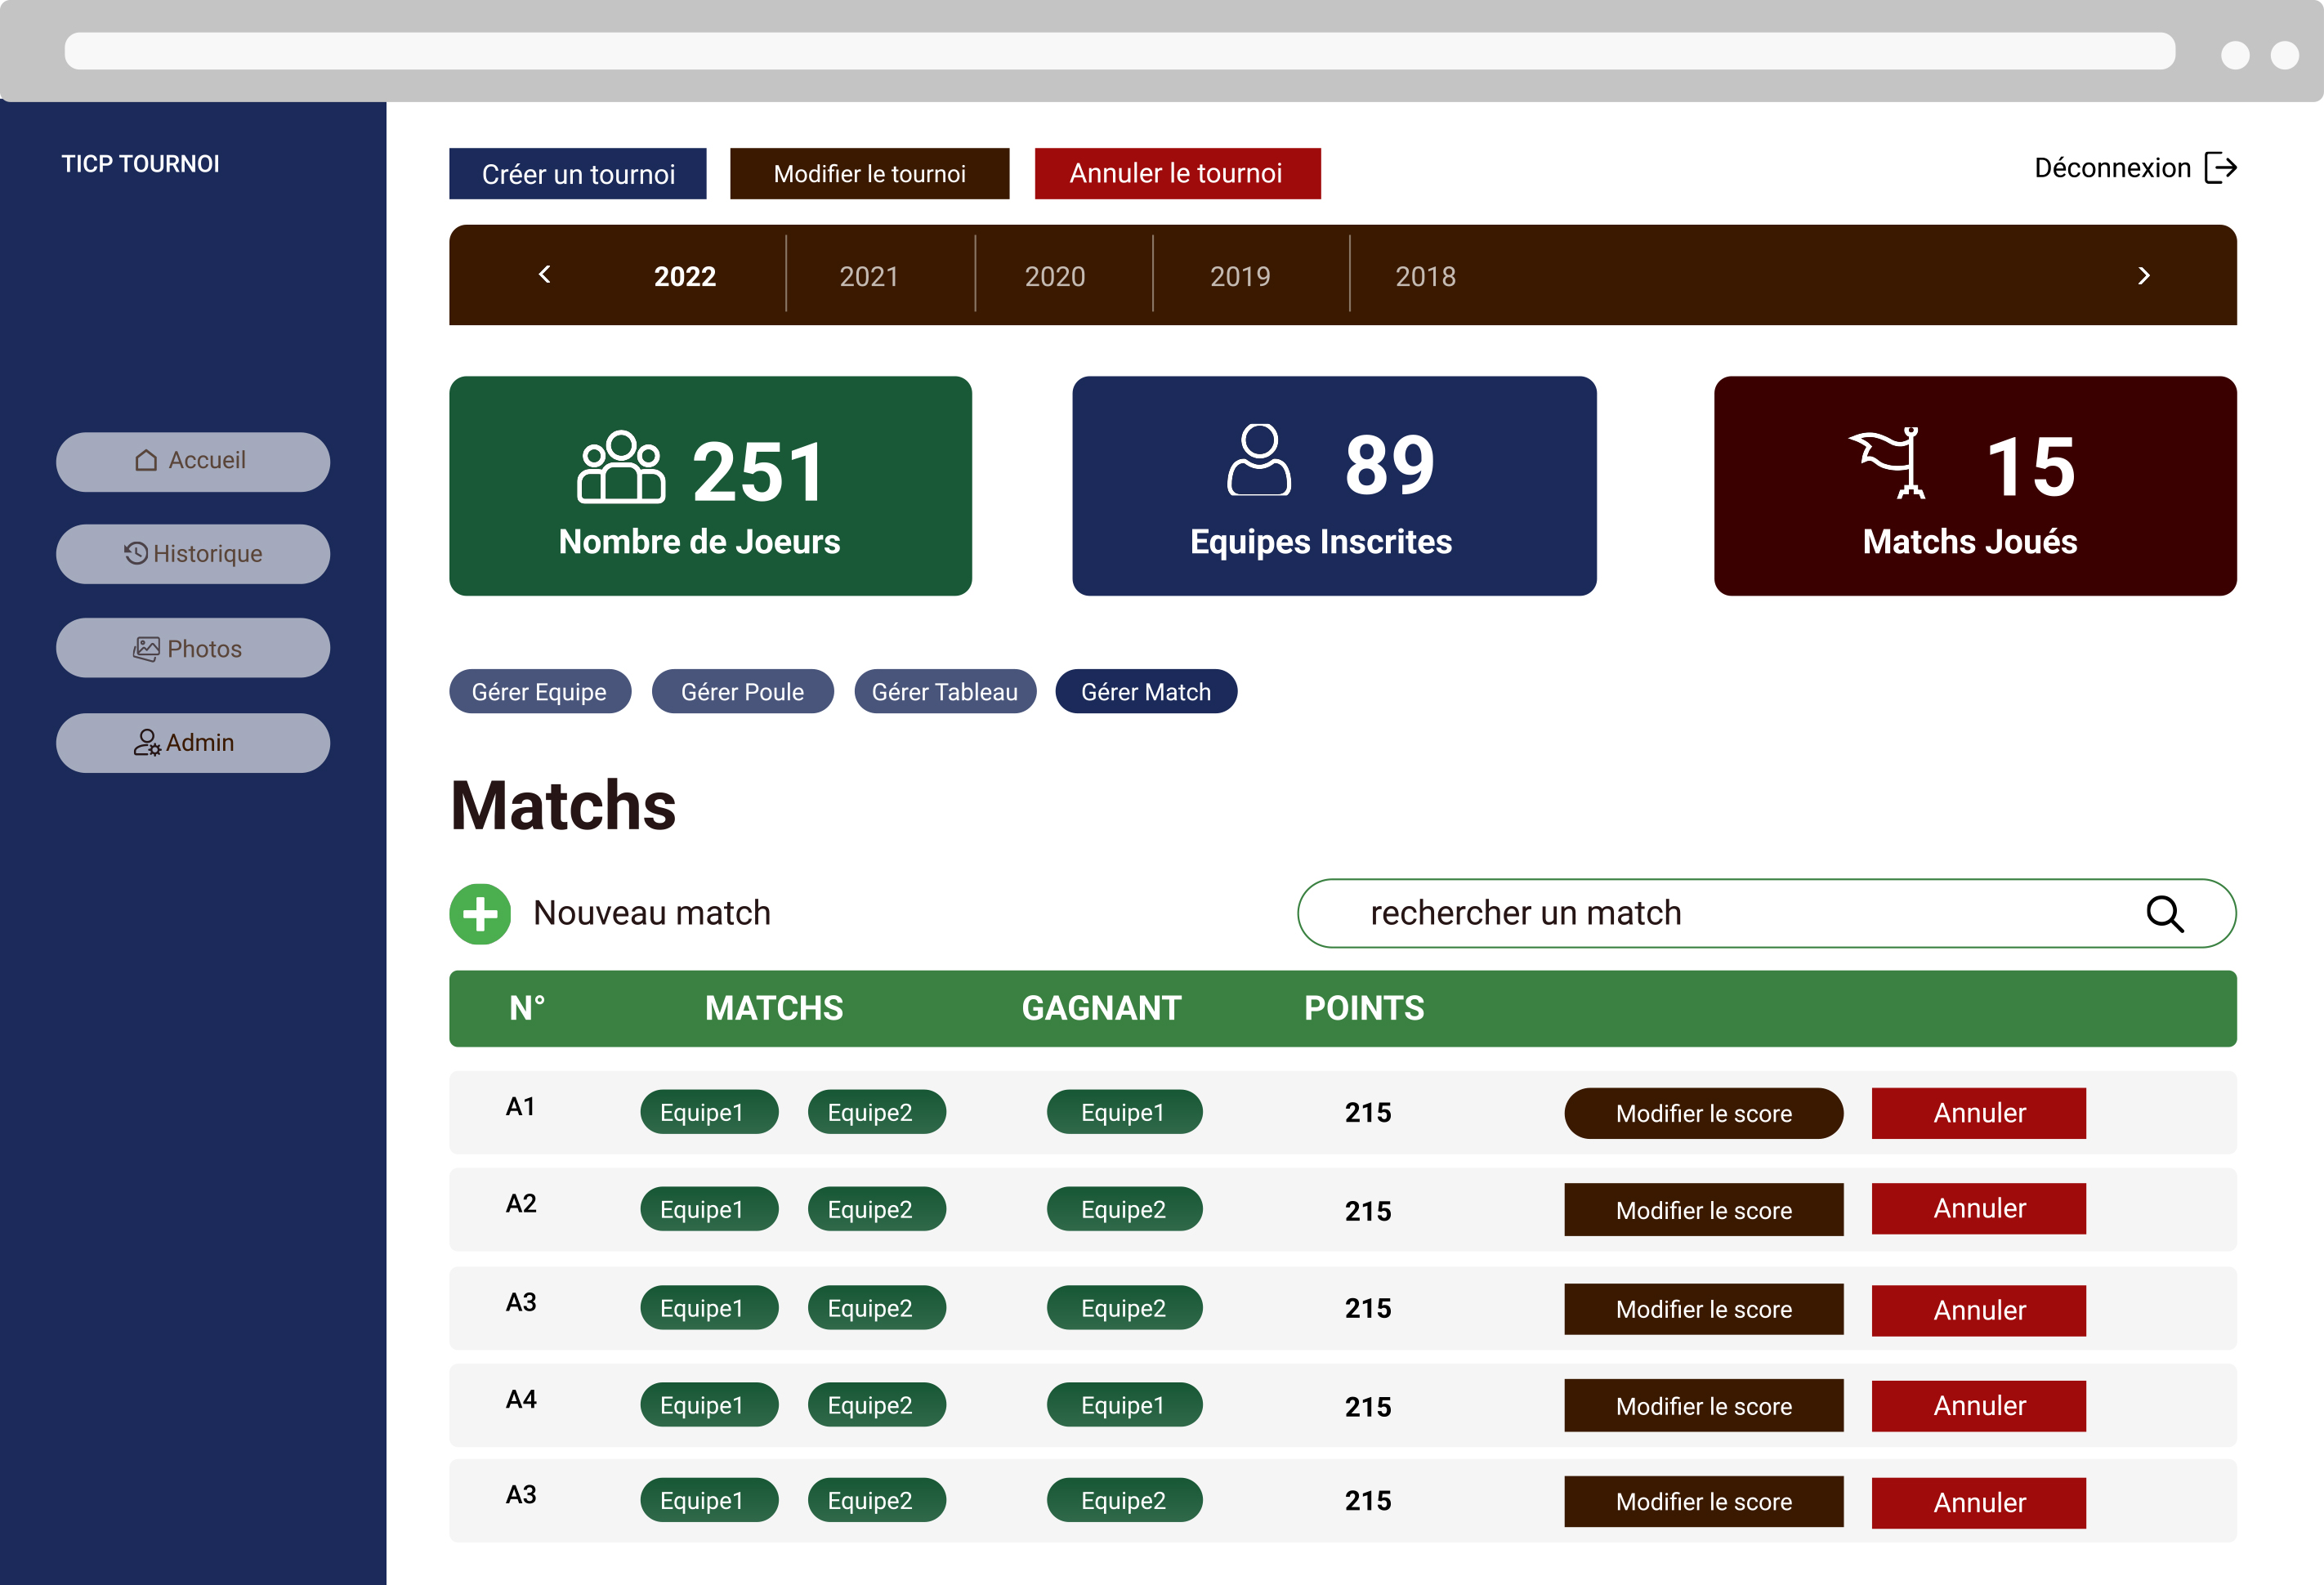 TICP TOURNOI
Accueil
Historique
Photos
Admin
Créer un tournoi Modifier le tournoi Annuler le tournoi Déconnexion
2022 2021 2020 2019 2018
251 89 15
Nombre de Joeurs Equipes Inscrites Matchs Joués
Gérer Equipe Gérer Poule Gérer Tableau Gérer Match
Matchs
Nouveau match rechercher un match
N° MATCHS GAGNANT POINTS
A1 Equipe1 Equipe2 Equipe1 215 Modifier le score Annuler
A2 Equipe1 Equipe2 Equipe2 215 Modifier le score Annuler
A3 Equipe1 Equipe2 Equipe2 215 Modifier le score Annuler
A4 Equipe1 Equipe2 Equipe1 215 Modifier le score Annuler
A3 Equipe1 Equipe2 Equipe2 215 Modifier le score Annuler